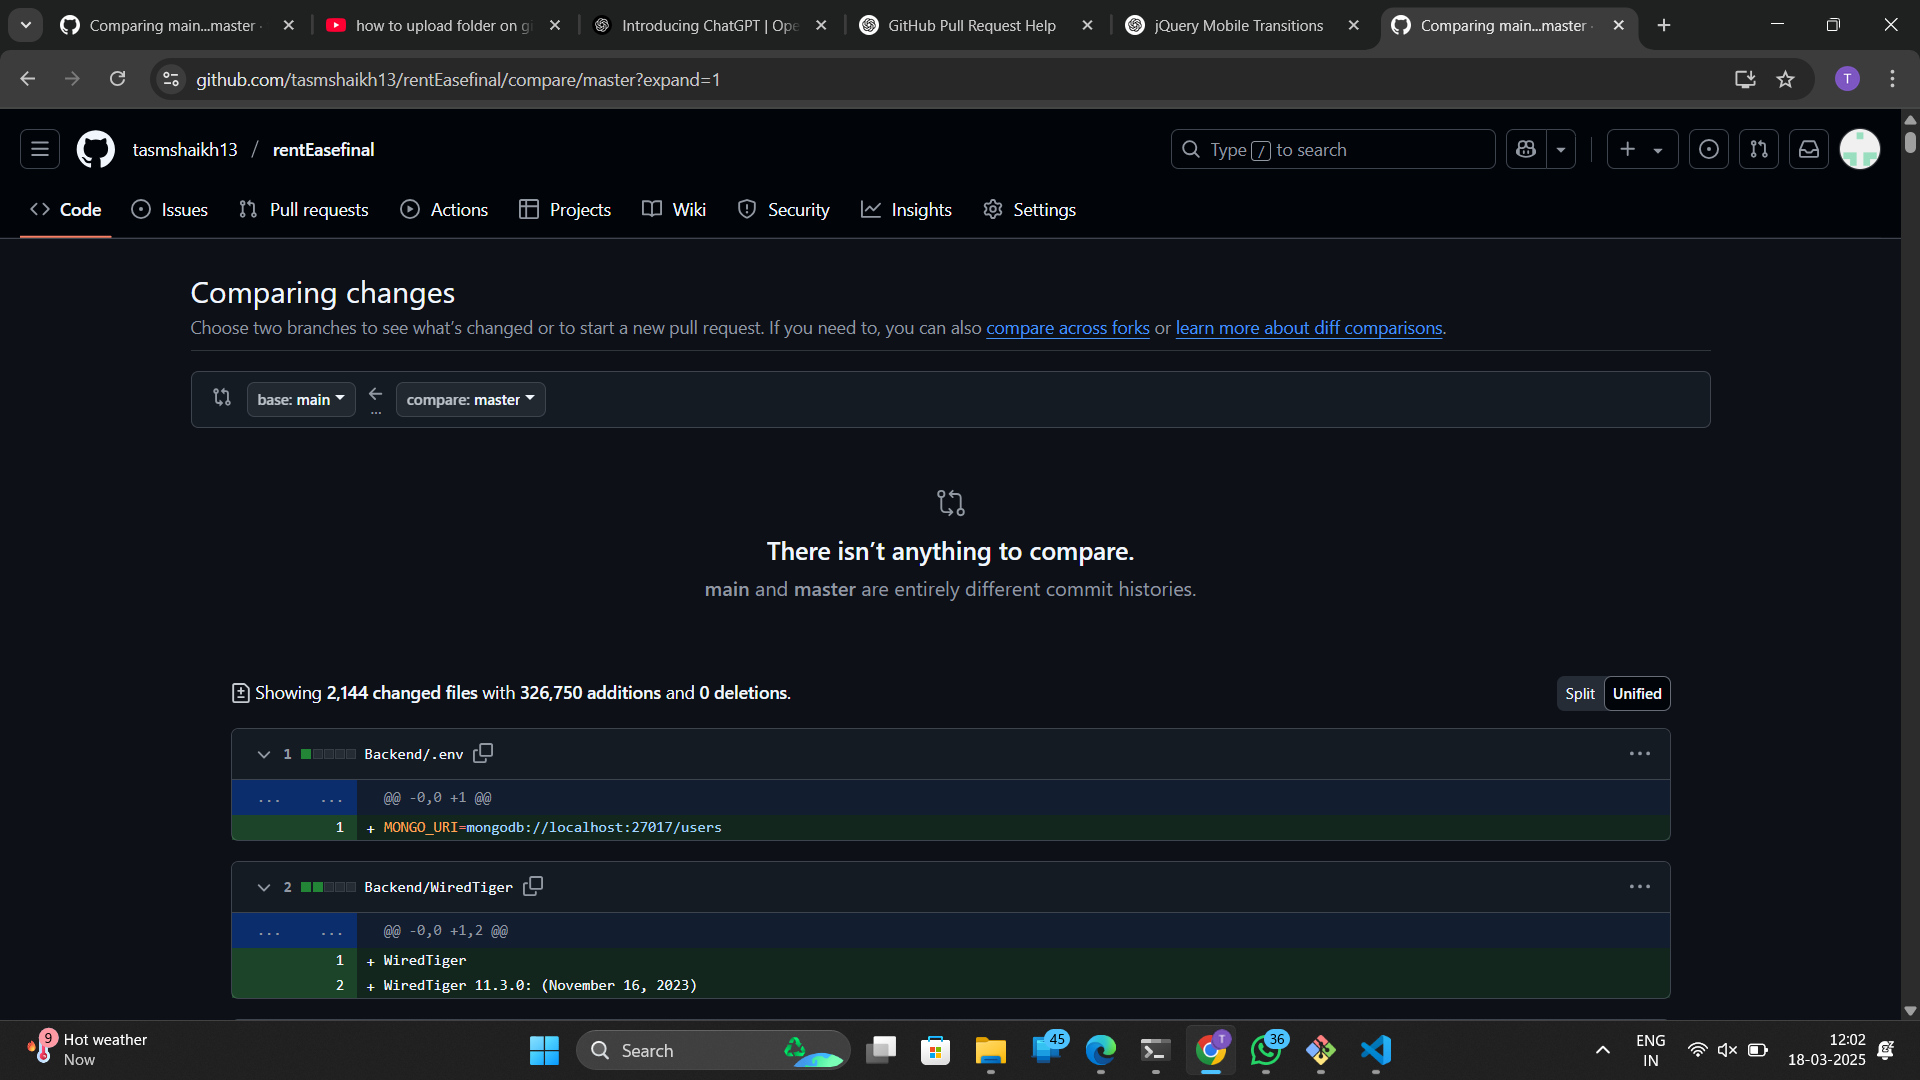 Comparing main...master
how to upload folder on gi
Introducing ChatGPT | Ope
GitHub Pull Request Help
jQuery Mobile Transitions
Comparing main...master
github.com/tasmshaikh13/rentEasefinal/compare/master?expand=1
T
tasmshaikh13 / rentEasefinal
Type / to search
Code
Issues
Pull requests
Actions
Projects
Wiki
Security
Insights
Settings
Comparing changes
Choose two branches to see what’s changed or to start a new pull request. If you need to, you can also compare across forks or learn more about diff comparisons.
base: main
...
compare: master
There isn’t anything to compare.
main and master are entirely different commit histories.
Showing 2,144 changed files with 326,750 additions and 0 deletions.
Split
Unified
1 Backend/.env
... ... @@ -0,0 +1 @@
1 + MONGO_URI=mongodb://localhost:27017/users
2 Backend/WiredTiger
... ... @@ -0,0 +1,2 @@
1 + WiredTiger
2 + WiredTiger 11.3.0: (November 16, 2023)
9
Hot weather
Now
Search
45
T
36
ENG
IN
12:02
18-03-2025